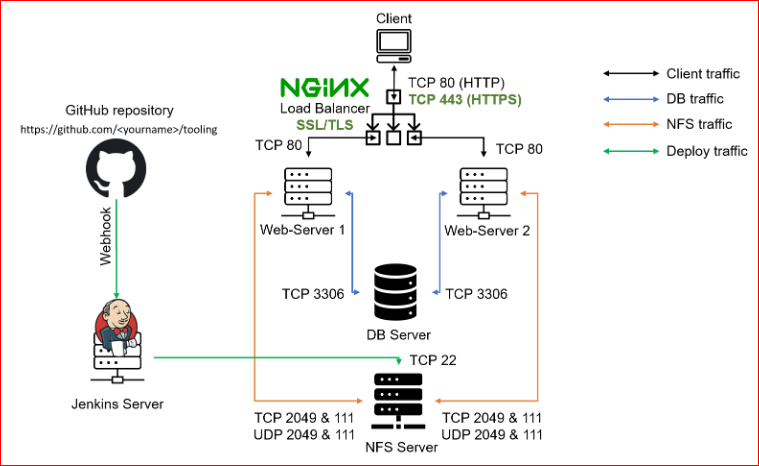 Client
NGINX
Load Balancer
SSL/TLS
TCP 80 (HTTP)
TCP 443 (HTTPS)
Client traffic
DB traffic
NFS traffic
Deploy traffic
GitHub repository
https://github.com/<yourname>/tooling
Webhook
Jenkins Server
TCP 80
TCP 80
Web-Server 1
Web-Server 2
TCP 3306
TCP 3306
DB Server
TCP 22
TCP 2049 & 111
UDP 2049 & 111
TCP 2049 & 111
UDP 2049 & 111
NFS Server